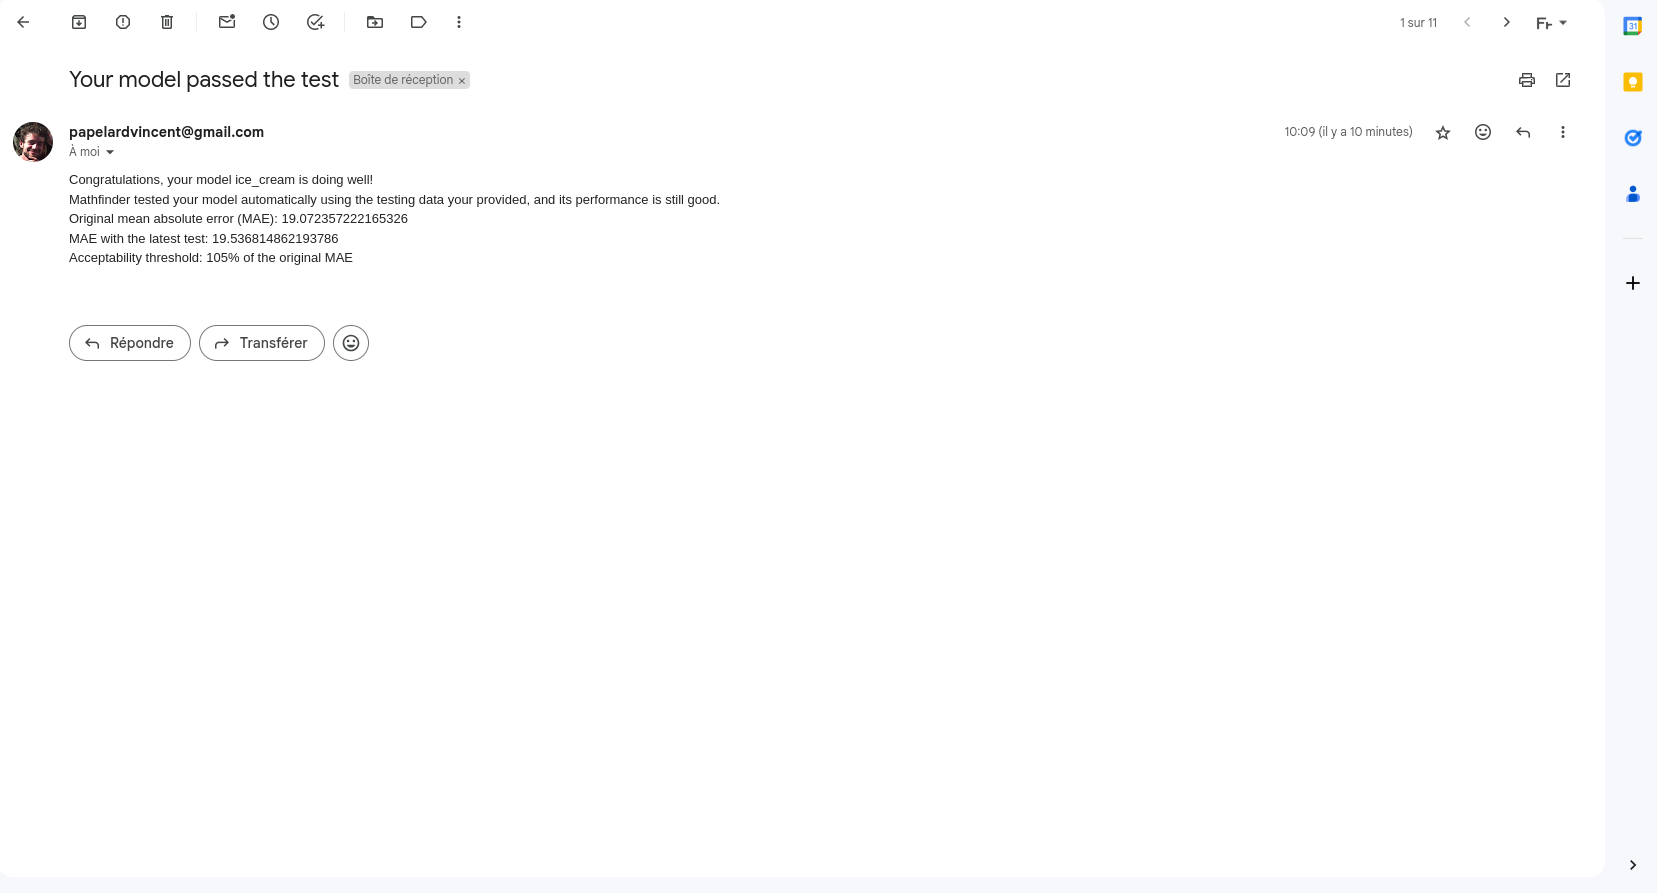 1 sur 11
Fr
Your model passed the test
Boîte de réception ×
papelardvincent@gmail.com
10:09 (il y a 10 minutes)
À moi
Congratulations, your model ice_cream is doing well!
Mathfinder tested your model automatically using the testing data your provided, and its performance is still good.
Original mean absolute error (MAE): 19.072357222165326
MAE with the latest test: 19.536814862193786
Acceptability threshold: 105% of the original MAE
Répondre
Transférer
31